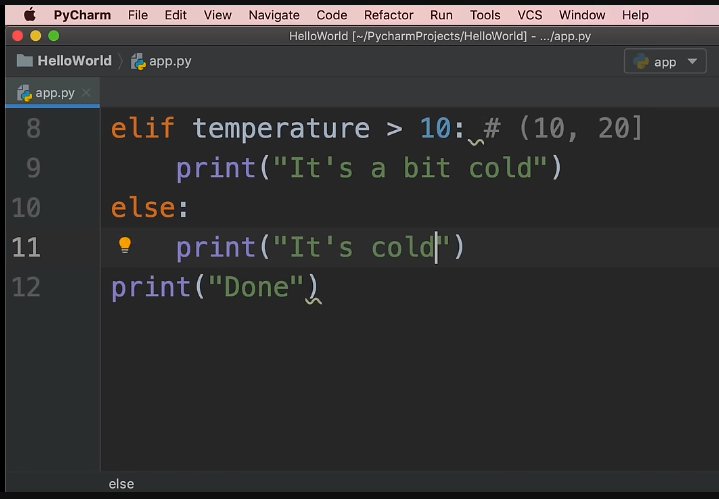 PyCharm File Edit View Navigate Code Refactor Run Tools VCS Window Help
HelloWorld [~/PycharmProjects/HelloWorld] - .../app.py
HelloWorld app.py app
app.py
8 elif temperature > 10: # (10, 20]
9 print("It's a bit cold")
10 else:
11 print("It's cold")
12 print("Done")
else